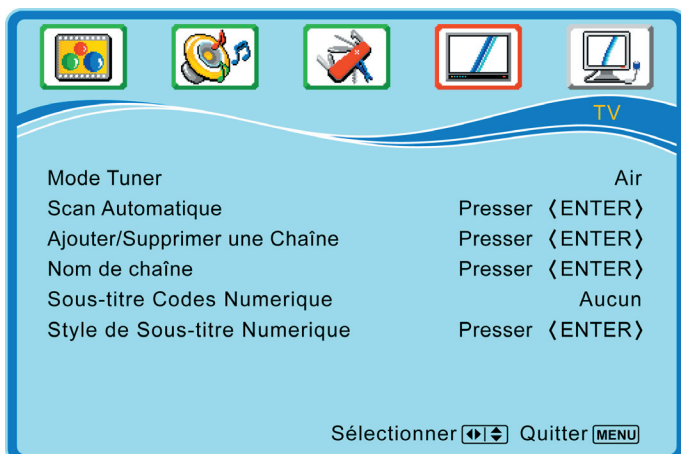 TV
Mode Tuner Air
Scan Automatique Presser 〈ENTER〉
Ajouter/Supprimer une Chaîne Presser 〈ENTER〉
Nom de chaîne Presser 〈ENTER〉
Sous-titre Codes Numerique Aucun
Style de Sous-titre Numerique Presser 〈ENTER〉
Sélectionner Quitter MENU